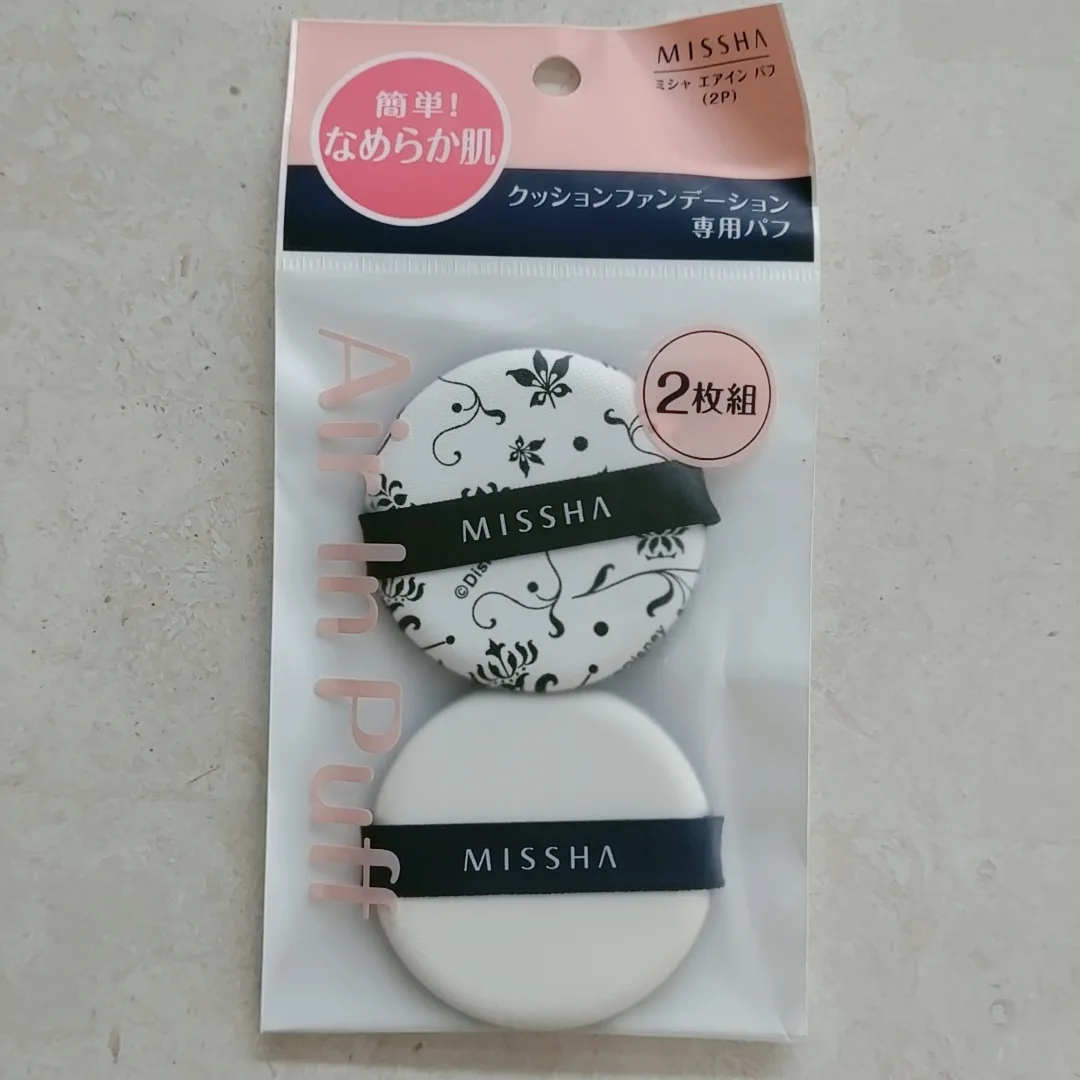 簡単!
なめらか肌
MISSHA
ミシャ エアイン パフ
(2P)
クッションファンデーション
専用パフ
Air In Puff
2枚組
MISSHA
©Dis
Disney
MISSHA